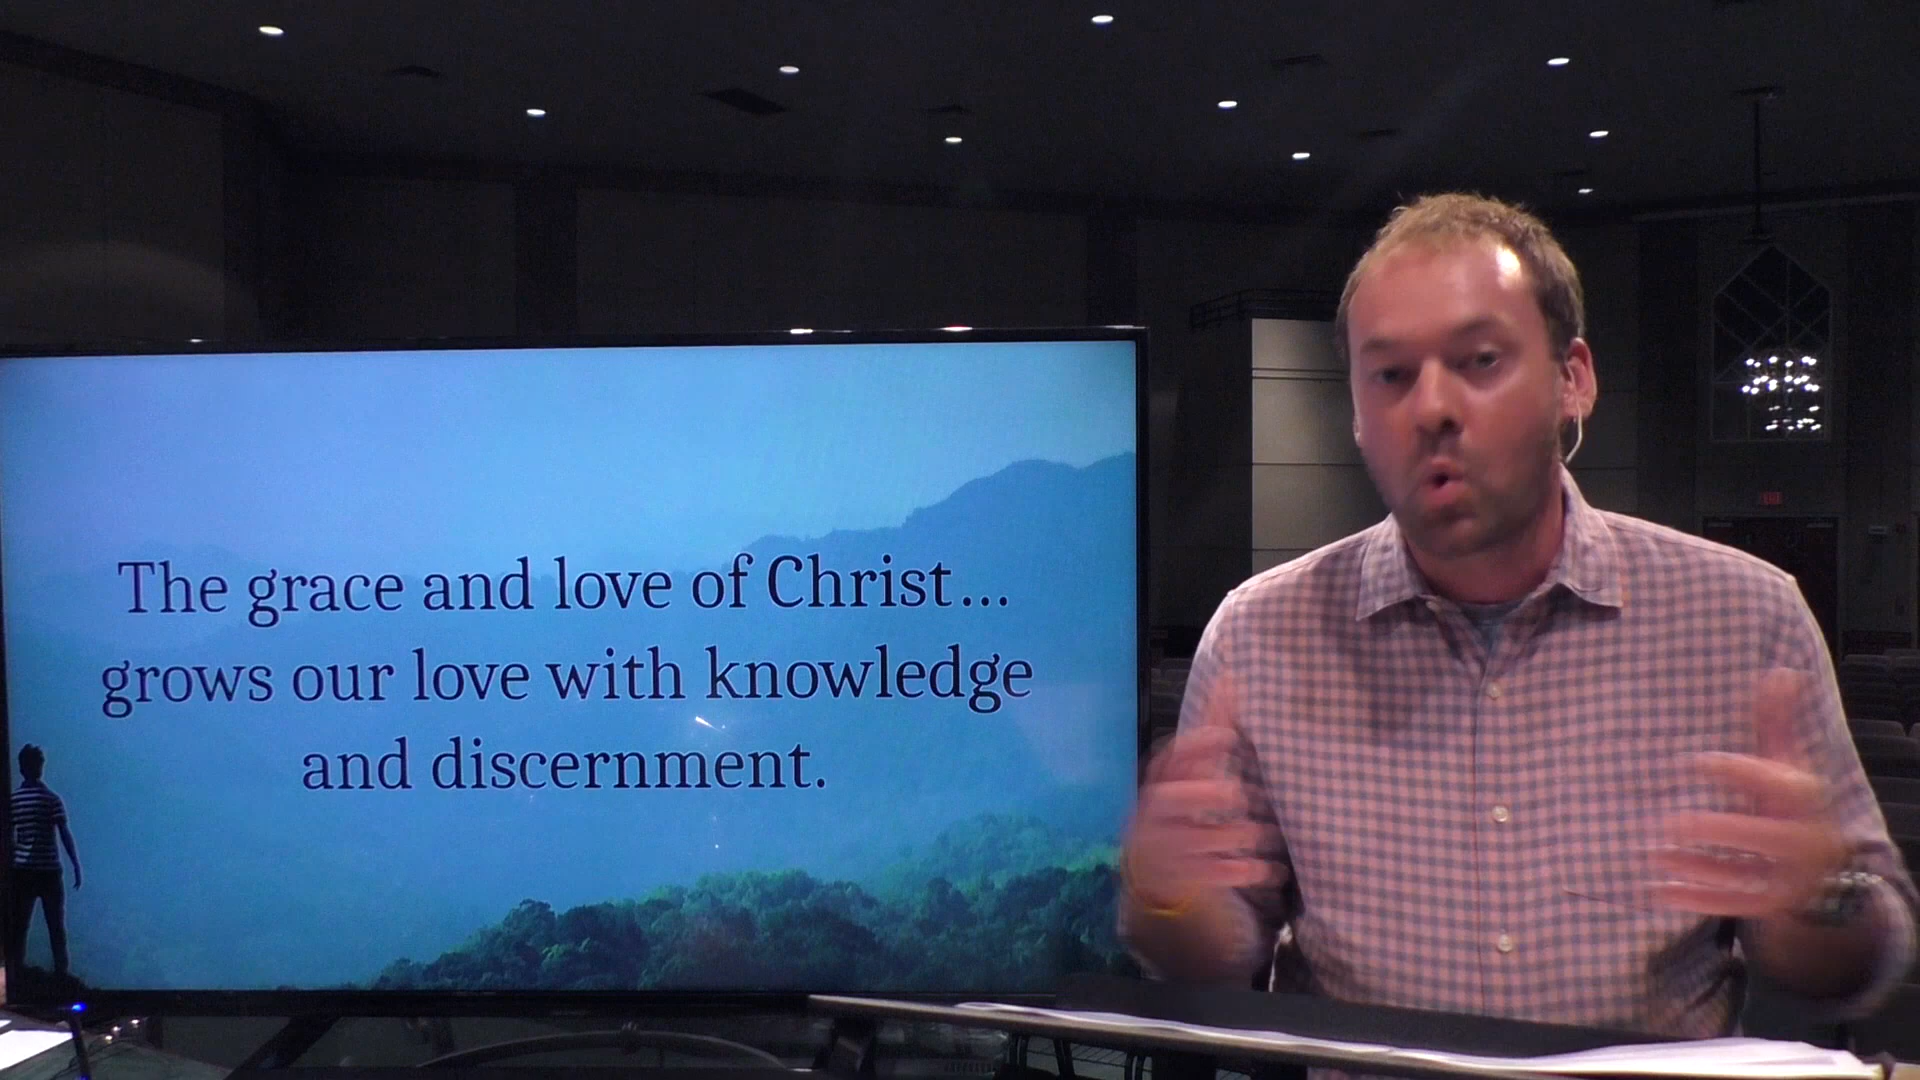 The grace and love of Christ...
grows our love with knowledge
and discernment.